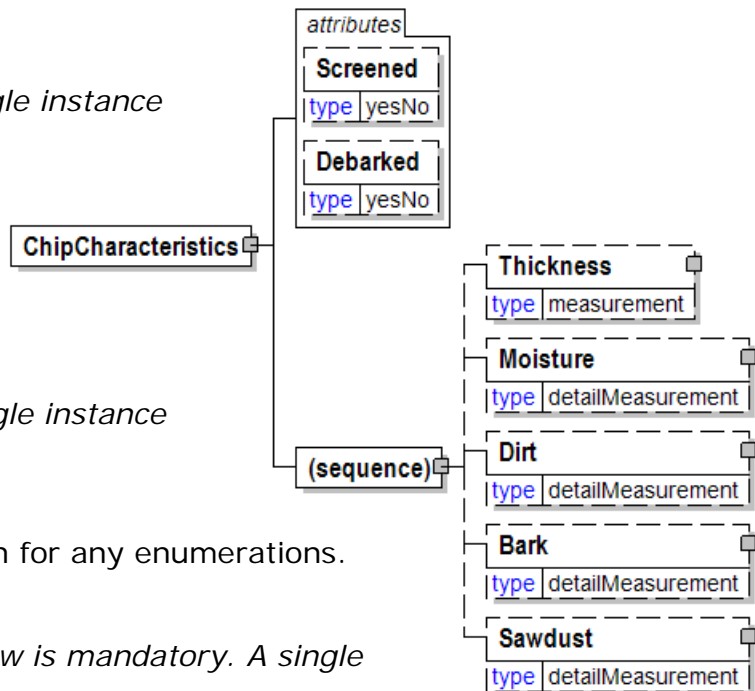 attributes
Screened
type yesNo
Debarked
type yesNo
gle instance
ChipCharacteristics
Thickness
type measurement
Moisture
type detailMeasurement
gle instance
Dirt
type detailMeasurement
(sequence)
Bark
type detailMeasurement
n for any enumerations.
Sawdust
type detailMeasurement
w is mandatory. A single